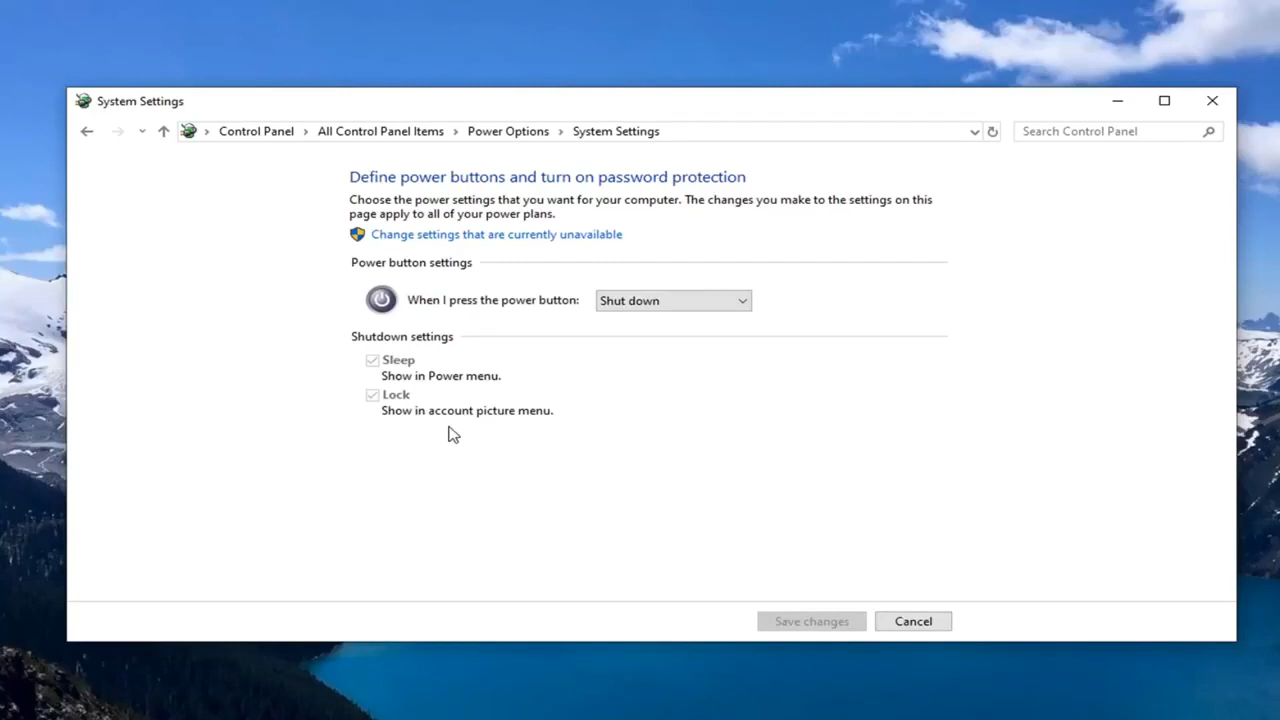 System Settings
Control Panel > All Control Panel Items > Power Options > System Settings
Search Control Panel
Define power buttons and turn on password protection
Choose the power settings that you want for your computer. The changes you make to the settings on this
page apply to all of your power plans.
Change settings that are currently unavailable
Power button settings
When I press the power button: Shut down
Shutdown settings
Sleep
Show in Power menu.
Lock
Show in account picture menu.
Save changes Cancel